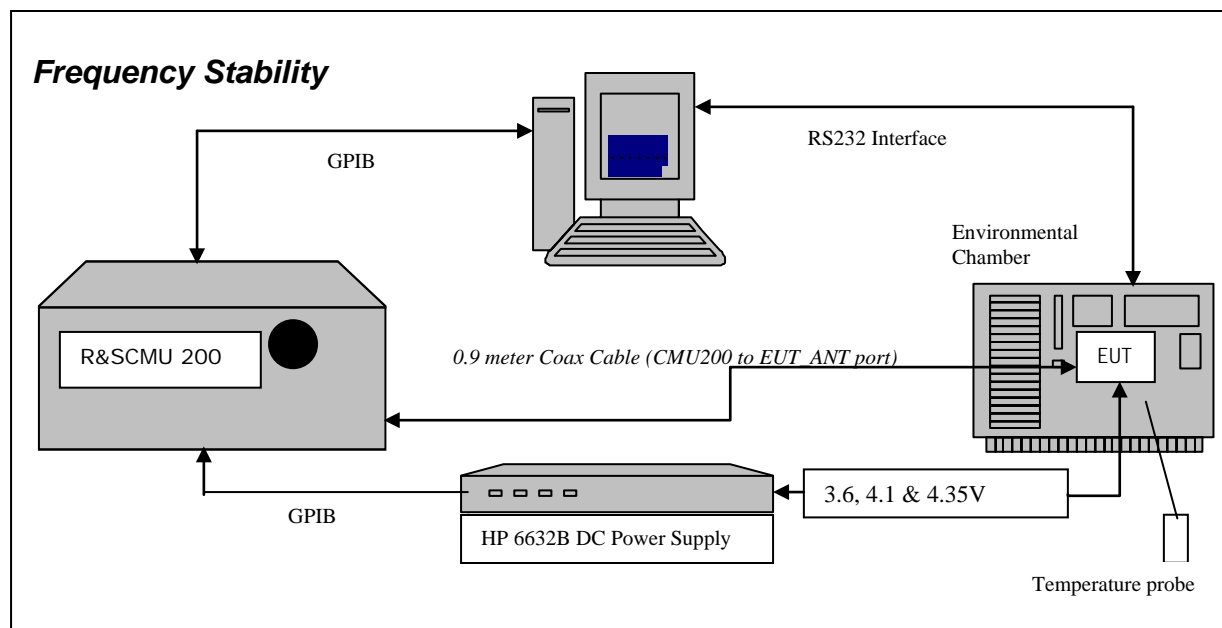 Frequency Stability
GPIB
RS232 Interface
Environmental
Chamber
R&SCMU 200
0.9 meter Coax Cable (CMU200 to EUT_ANT port)
EUT
3.6, 4.1 & 4.35V
GPIB
HP 6632B DC Power Supply
Temperature probe